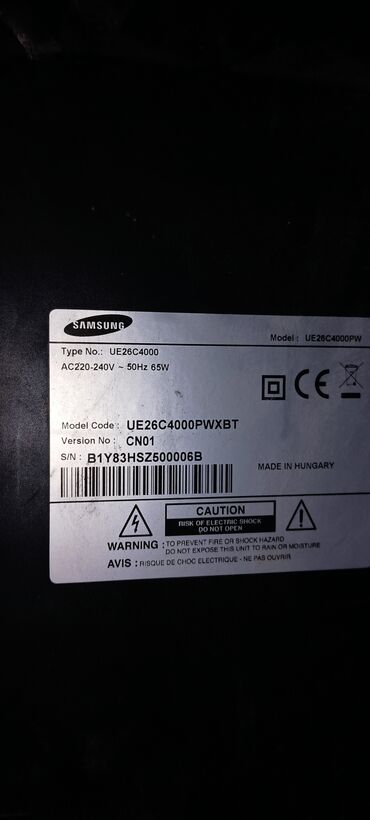 SAMSUNG
Model : UE26C4000PW
Type No.: UE26C4000
AC220-240V ~ 50Hz 65W
CE
Model Code : UE26C4000PWXBT
Version No : CN01
S/N : B1Y83HSZ500006B
MADE IN HUNGARY
CAUTION
RISK OF ELECTRIC SHOCK
DO NOT OPEN
WARNING : TO PREVENT FIRE OR SHOCK HAZARD
DO NOT EXPOSE THIS UNIT TO RAIN OR MOISTURE
AVIS : RISQUE DE CHOC ELECTRIQUE - NE PAS OUVRIR